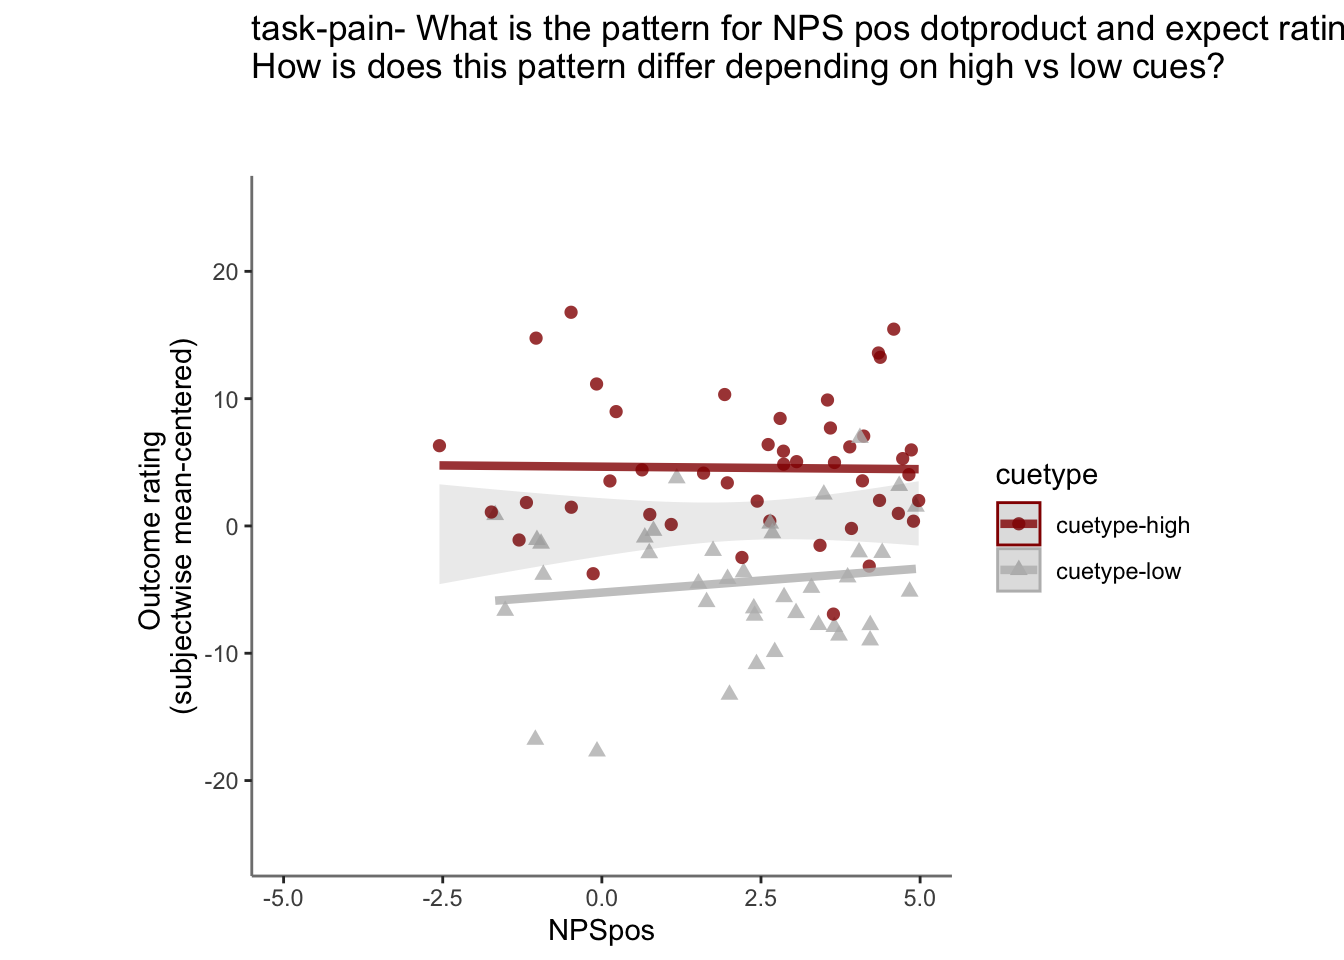 task-pain- What is the pattern for NPS pos dotproduct and expect ratin
How is does this pattern differ depending on high vs low cues?
Outcome rating
(subjectwise mean-centered)
20
10
0
-10
-20
-5.0
-2.5
0.0
2.5
5.0
NPSpos
cuetype
cuetype-high
cuetype-low